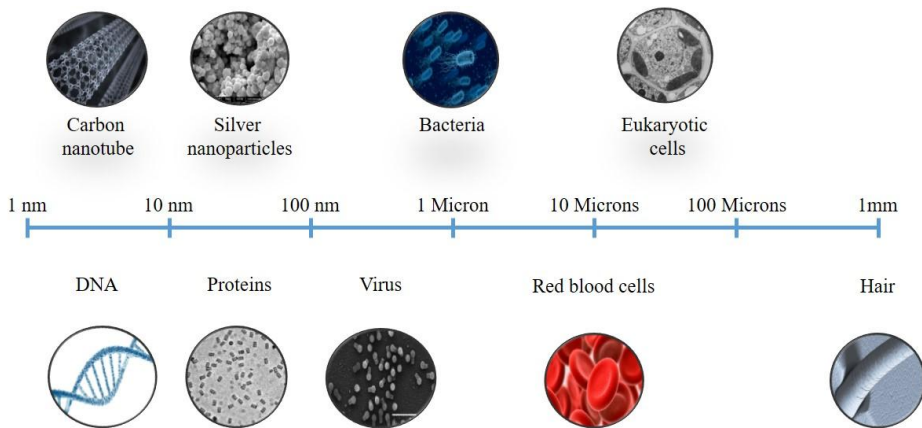 Carbon
nanotube
Silver
nanoparticles
Bacteria
Eukaryotic
cells
1 nm
10 nm
100 nm
1 Micron
10 Microns
100 Microns
1mm
DNA
Proteins
Virus
Red blood cells
Hair